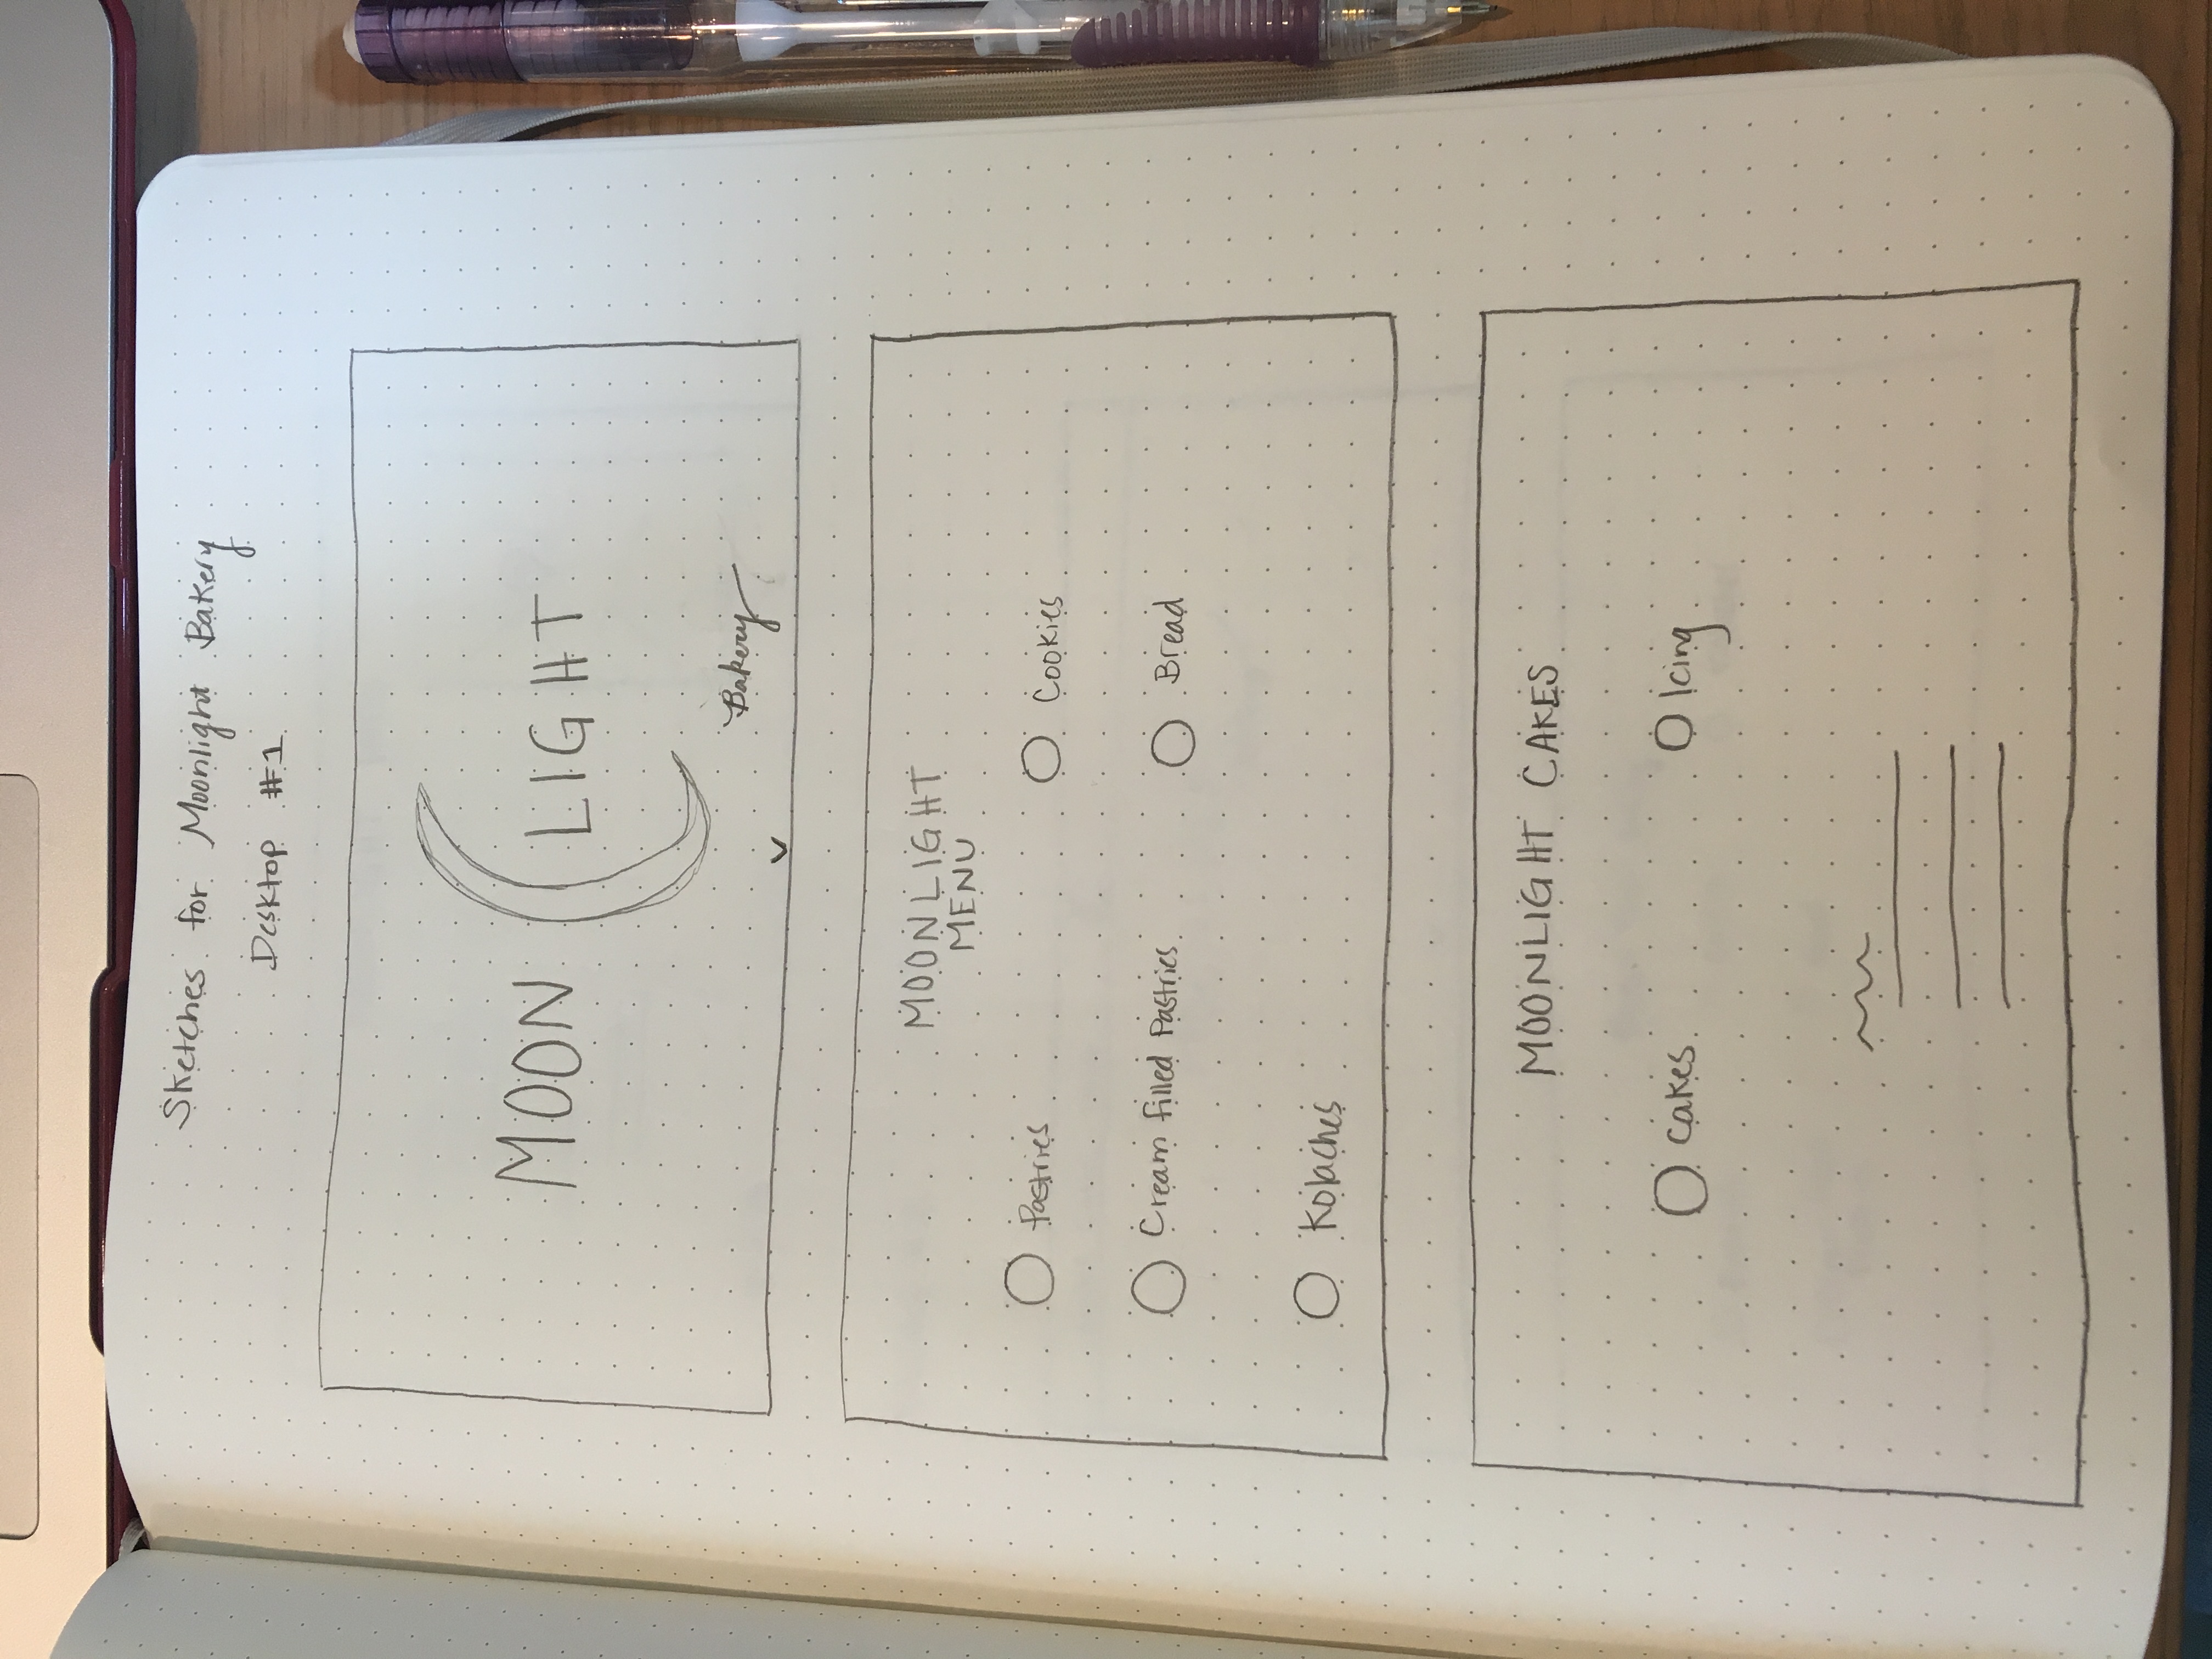 Sketches for Moonlight Bakery
Desktop #1
MOON LIGHT
Bakery
MOONLIGHT
MENU
Pastries Cookies
Cream filled Pastries Bread
Kolaches
MOONLIGHT CAKES
Cakes Icing